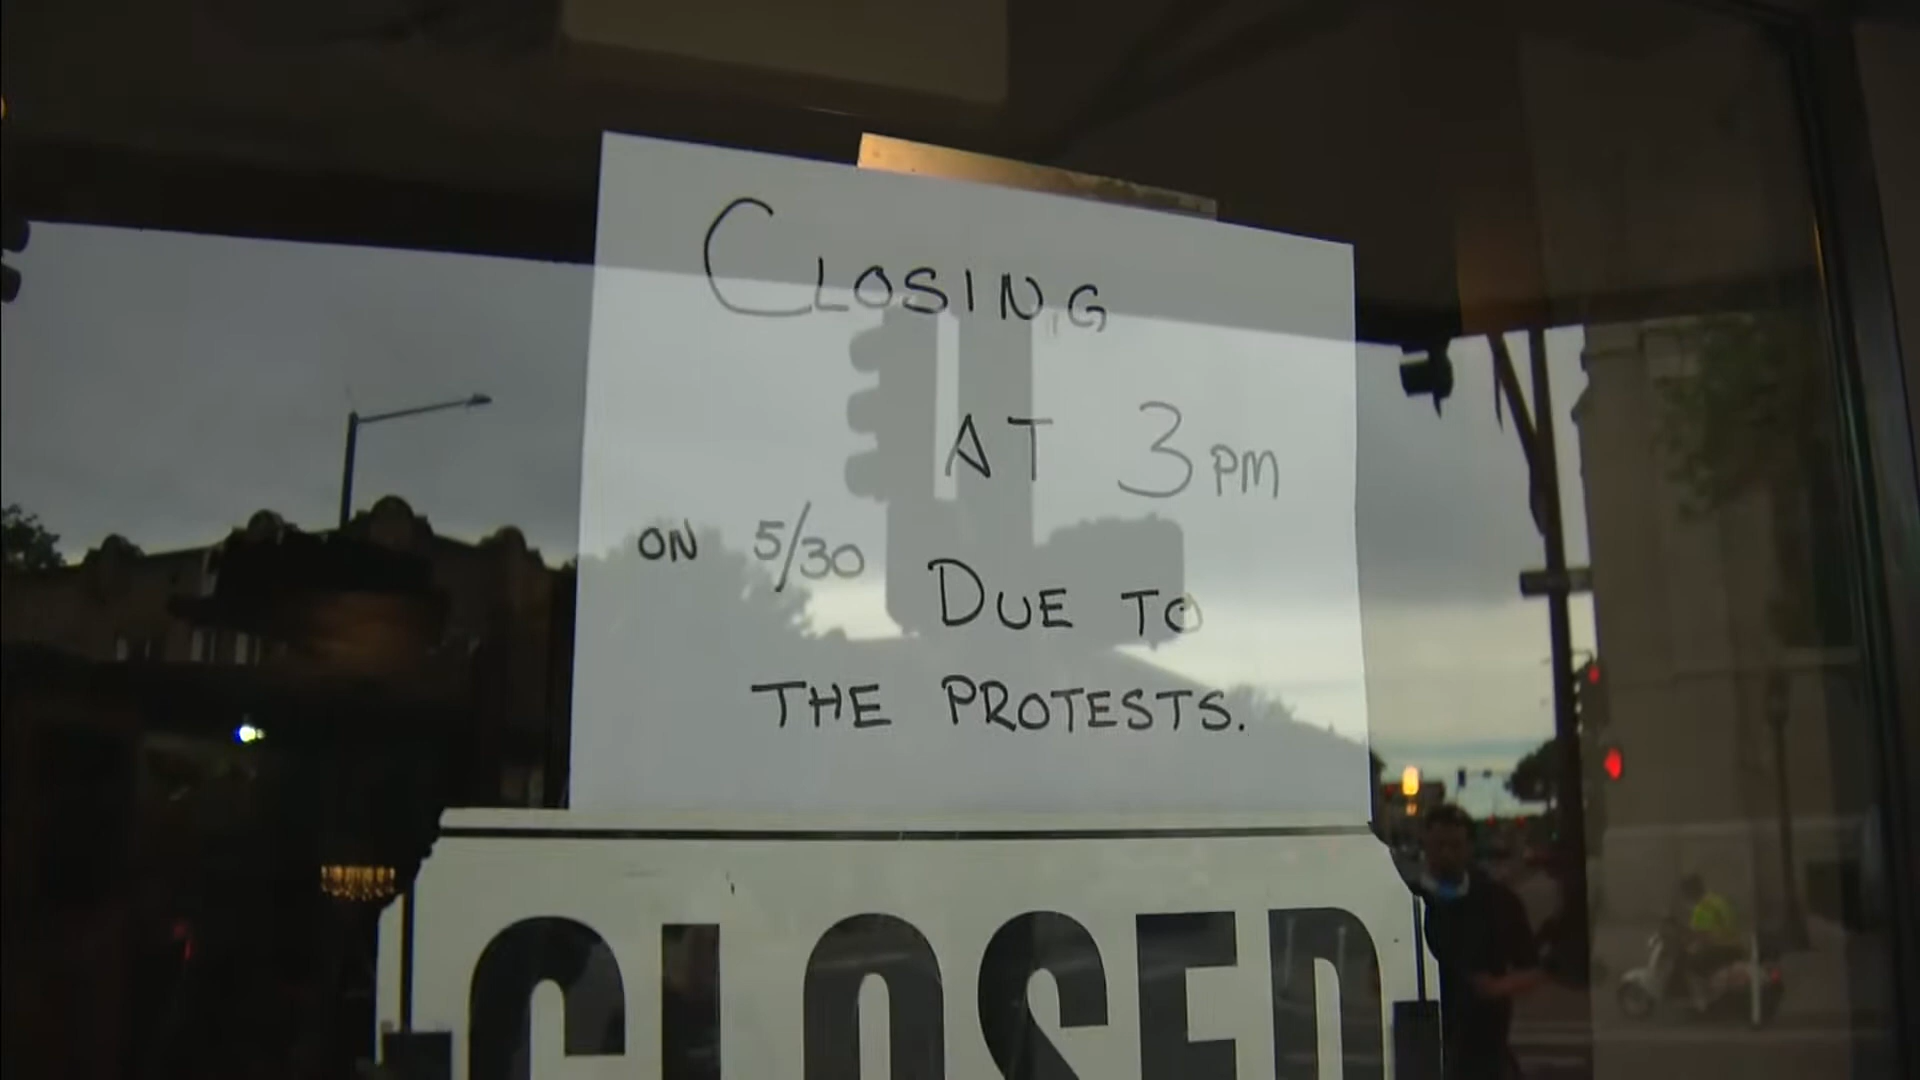 CLOSING
AT 3PM
ON 5/30 DUE TO
THE PROTESTS.
CLOSED